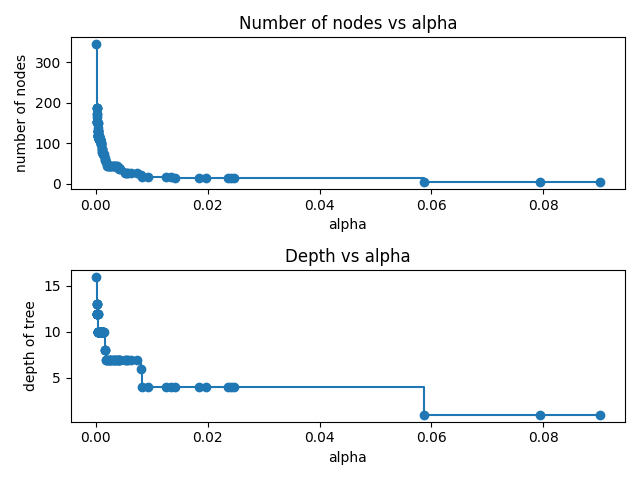 Number of nodes vs alpha
number of nodes
300
200
100
0
0.00 0.02 0.04 0.06 0.08
alpha
Depth vs alpha
depth of tree
15
10
5
0.00 0.02 0.04 0.06 0.08
alpha